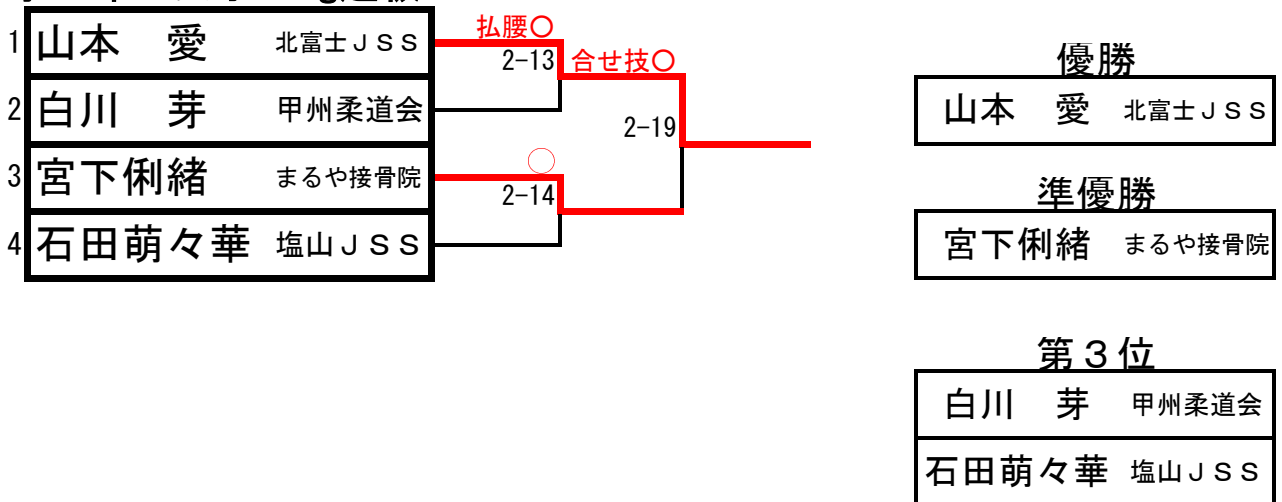 1 山本　愛 北富士ＪＳＳ
払腰〇
2-13
合せ技〇
2 白川　芽 甲州柔道会
2-19
3 宮下俐緒 まるや接骨院
〇
2-14
4 石田萌々華 塩山ＪＳＳ
優勝
山本　愛 北富士ＪＳＳ
準優勝
宮下俐緒 まるや接骨院
第３位
白川　芽 甲州柔道会
石田萌々華 塩山ＪＳＳ